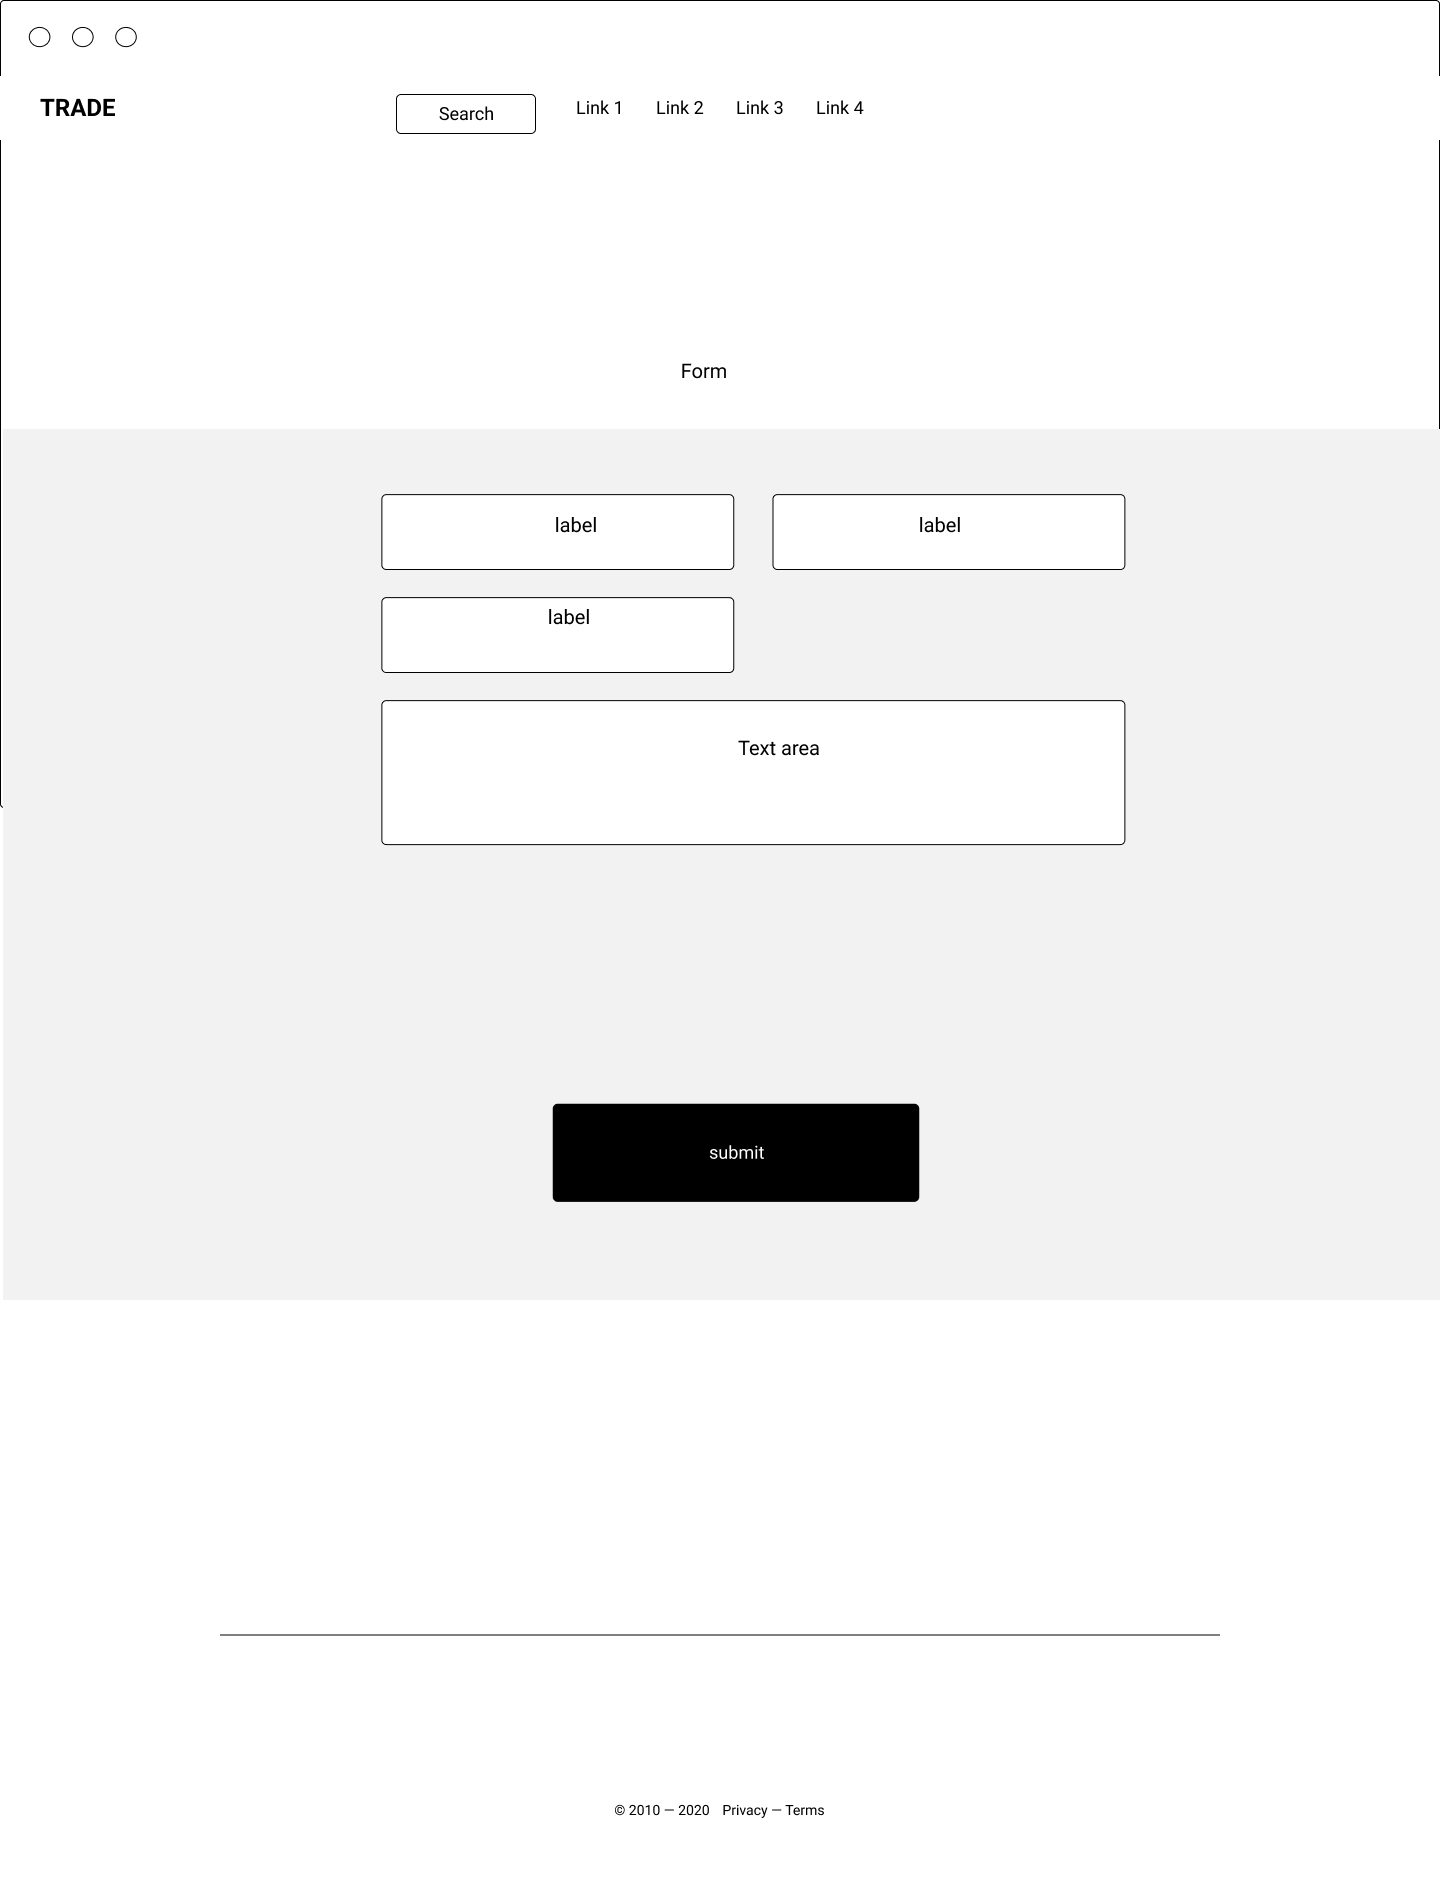 TRADE
Search
Link 1 Link 2 Link 3 Link 4
Form
label label
label
Text area
submit
© 2010 — 2020 Privacy — Terms